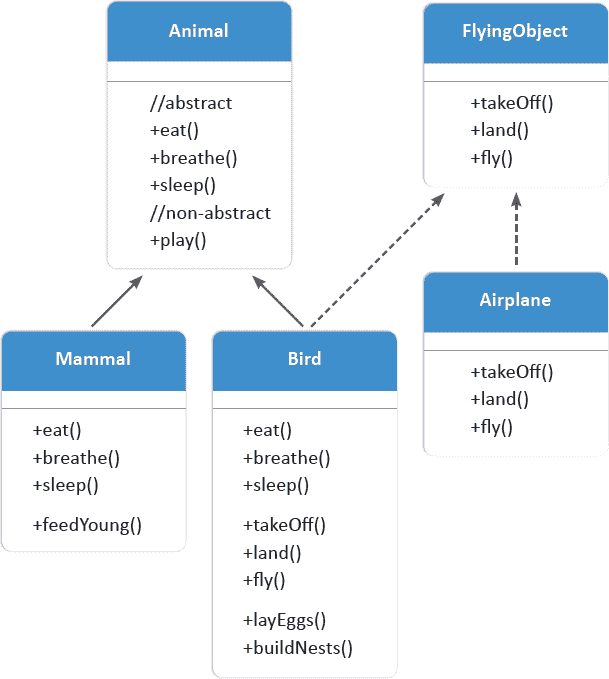 Animal
//abstract
+eat()
+breathe()
+sleep()
//non-abstract
+play()
FlyingObject
+takeOff()
+land()
+fly()
Mammal
+eat()
+breathe()
+sleep()
+feedYoung()
Bird
+eat()
+breathe()
+sleep()
+takeOff()
+land()
+fly()
+layEggs()
+buildNests()
Airplane
+takeOff()
+land()
+fly()